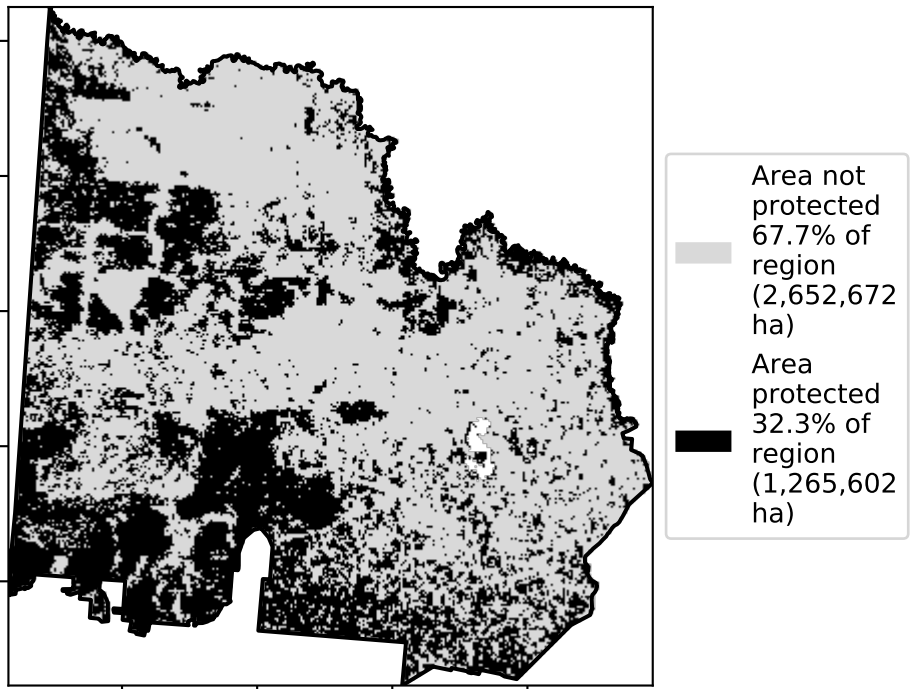 Area not
protected
67.7% of
region
(2,652,672
ha)
Area
protected
32.3% of
region
(1,265,602
ha)